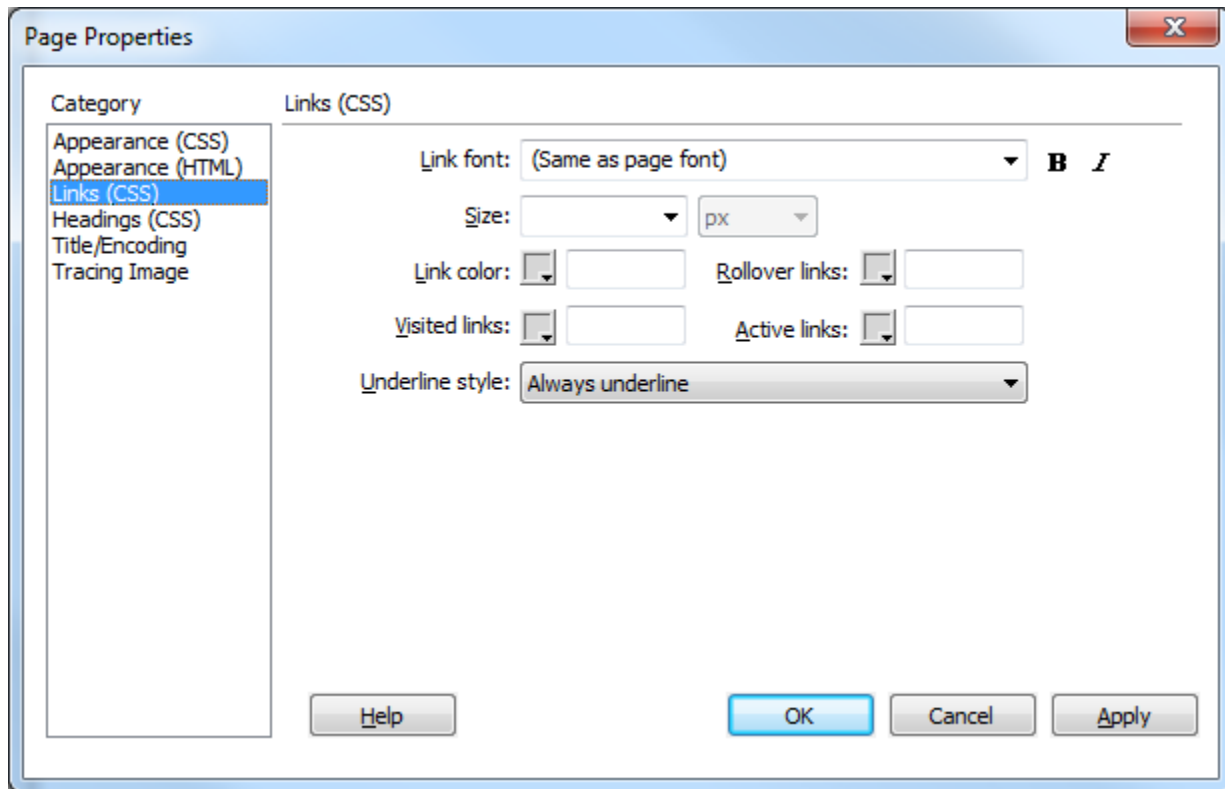 Page Properties
Category
Links (CSS)
Appearance (CSS)
Appearance (HTML)
Links (CSS)
Headings (CSS)
Title/Encoding
Tracing Image
Link font: (Same as page font) B I
Size: px
Link color: Rollover links:
Visited links: Active links:
Underline style: Always underline
Help OK Cancel Apply